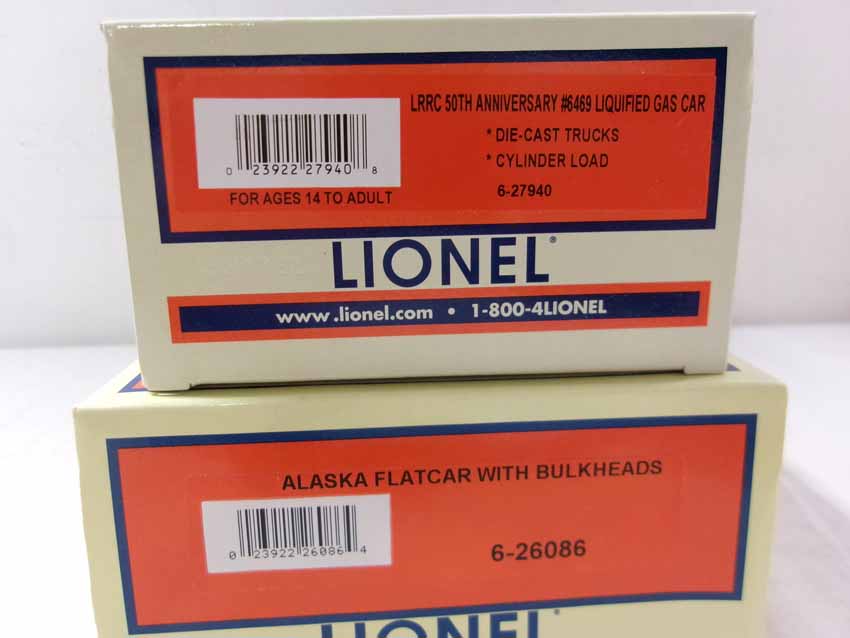 LRRC 50TH ANNIVERSARY #6469 LIQUIFIED GAS CAR
* DIE-CAST TRUCKS
* CYLINDER LOAD
6-27940
0 23922 27940 8
FOR AGES 14 TO ADULT
LIONEL®
www.lionel.com • 1-800-4LIONEL
ALASKA FLATCAR WITH BULKHEADS
0 23922 26086 4
6-26086
LIONEL